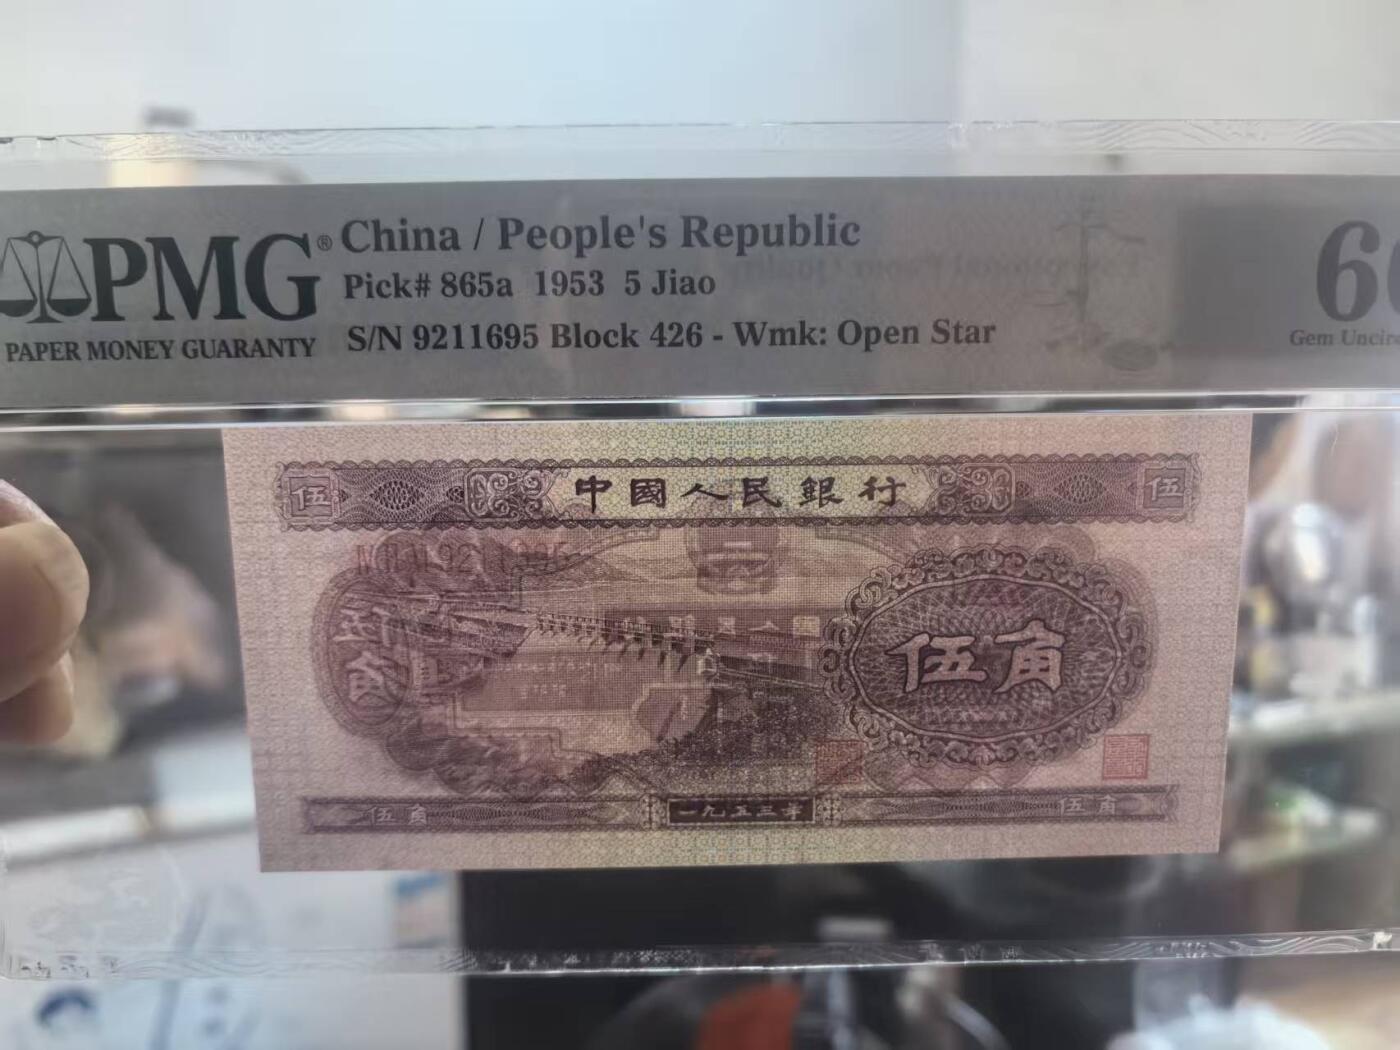 PMG®
PAPER MONEY GUARANTY
China / People's Republic
Pick# 865a 1953 5 Jiao
S/N 9211695 Block 426 - Wmk: Open Star
Gem
伍
中國人民銀行
伍
伍角
伍角
伍角
一九五三年
伍角